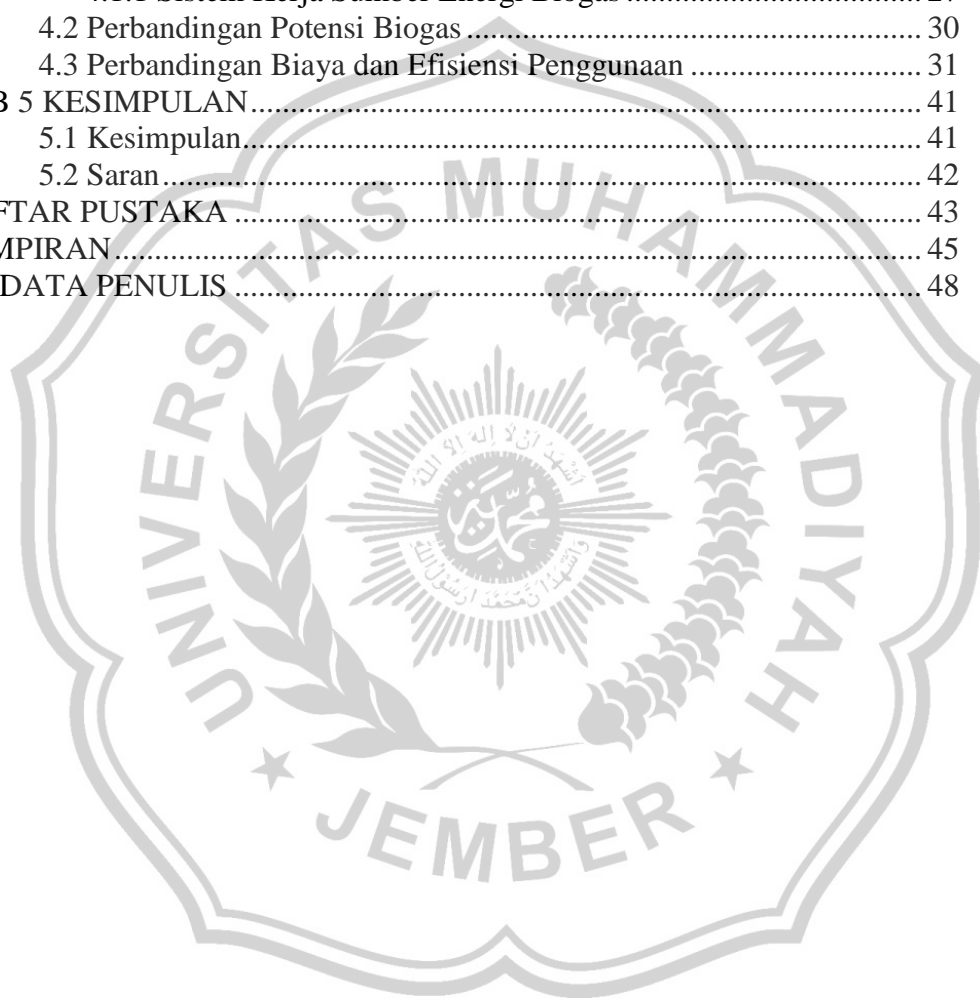 4.2 Perbandingan Potensi Biogas ........................................................ 30
4.3 Perbandingan Biaya dan Efisiensi Penggunaan ............................. 31
B 5 KESIMPULAN ................................................................................... 41
5.1 Kesimpulan .................................................................................... 41
5.2 Saran .............................................................................................. 42
FTAR PUSTAKA ..................................................................................... 43
MPIRAN ................................................................................................... 45
DATA PENULIS ...................................................................................... 48
UNIVERSITAS MUHAMMADIYAH
JEMBER